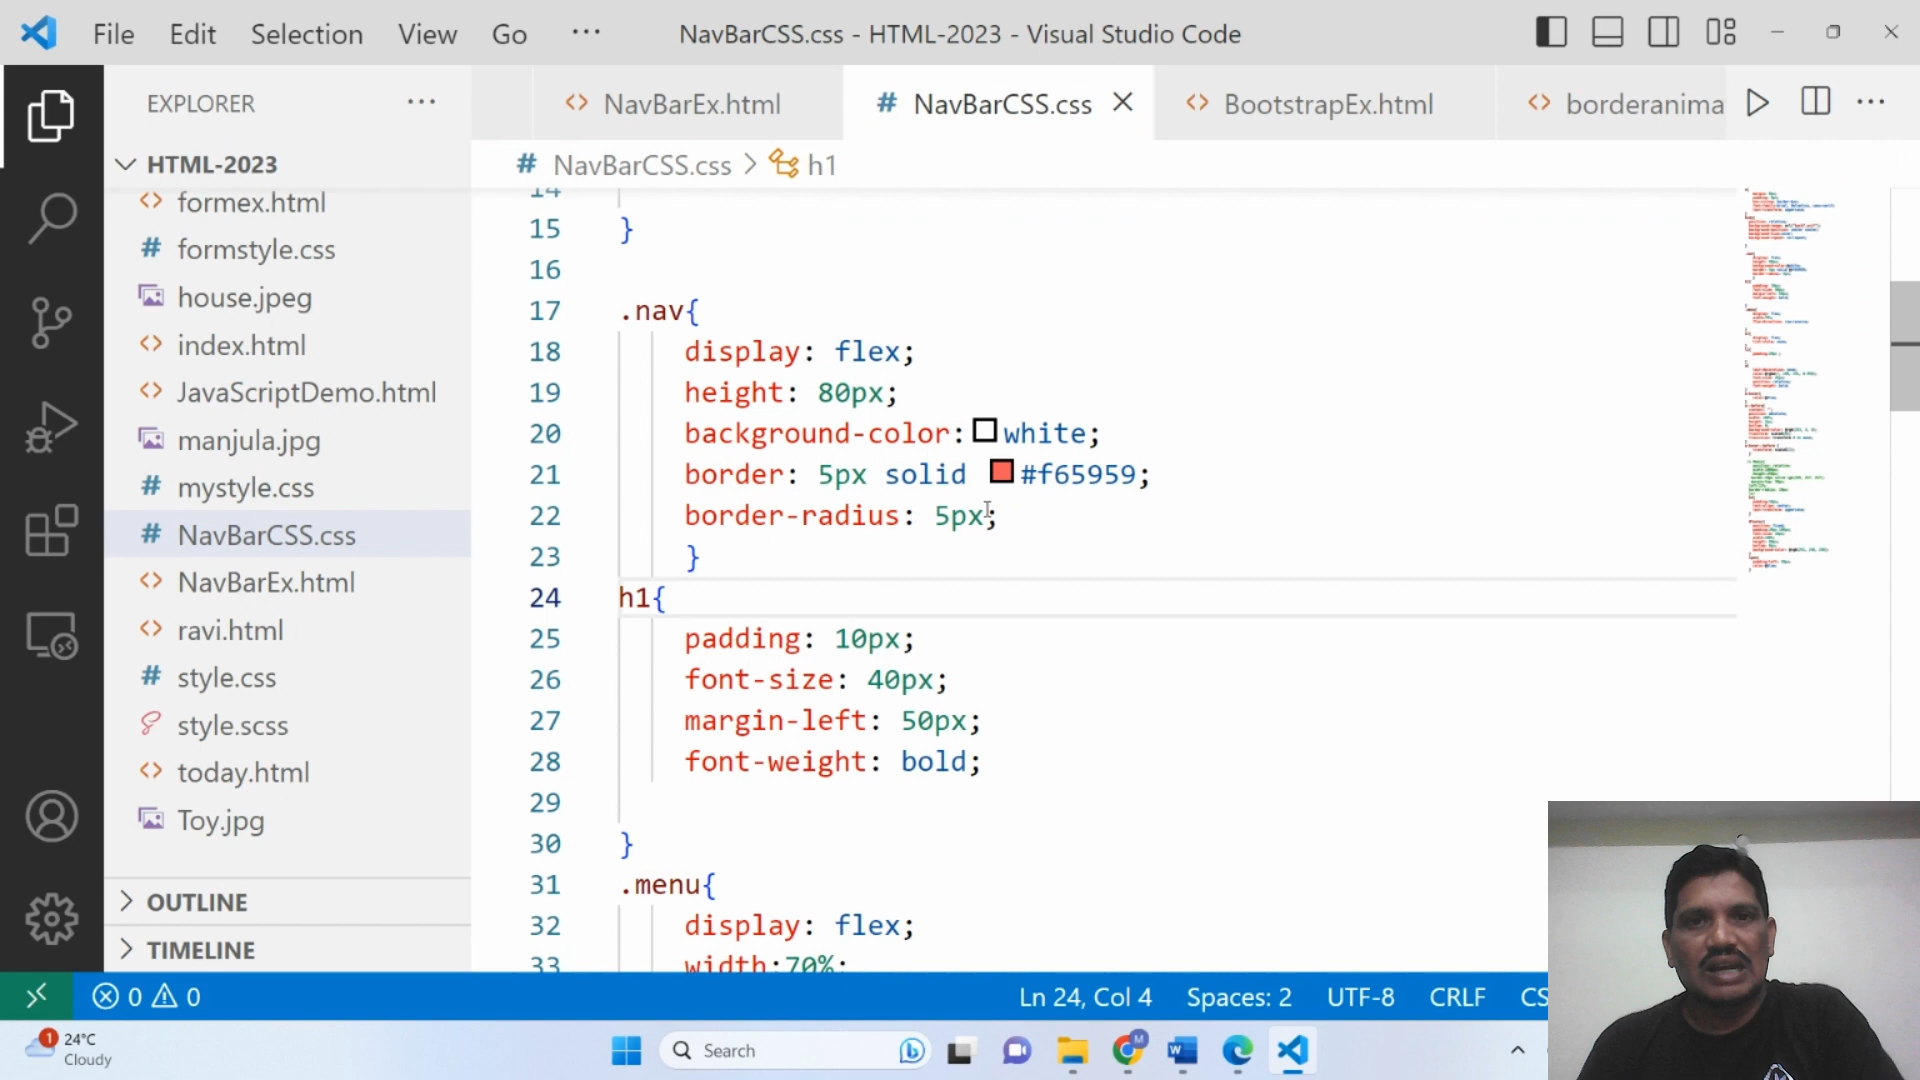 File Edit Selection View Go ··· NavBarCSS.css - HTML-2023 - Visual Studio Code
EXPLORER ···
<> NavBarEx.html # NavBarCSS.css × <> BootstrapEx.html <> borderanima ···
HTML-2023
# NavBarCSS.css > h1
<> formex.html
# formstyle.css
house.jpeg
<> index.html
<> JavaScriptDemo.html
manjula.jpg
# mystyle.css
# NavBarCSS.css
<> NavBarEx.html
<> ravi.html
# style.css
style.scss
<> today.html
Toy.jpg
> OUTLINE
> TIMELINE
14
15 }
16
17 .nav{
18 display: flex;
19 height: 80px;
20 background-color: white;
21 border: 5px solid #f65959;
22 border-radius: 5px;
23 }
24 h1{
25 padding: 10px;
26 font-size: 40px;
27 margin-left: 50px;
28 font-weight: bold;
29
30 }
31 .menu{
32 display: flex;
33 width:70%;
0 0 Ln 24, Col 4 Spaces: 2 UTF-8 CRLF CS
1 24°C
Cloudy
Search
M